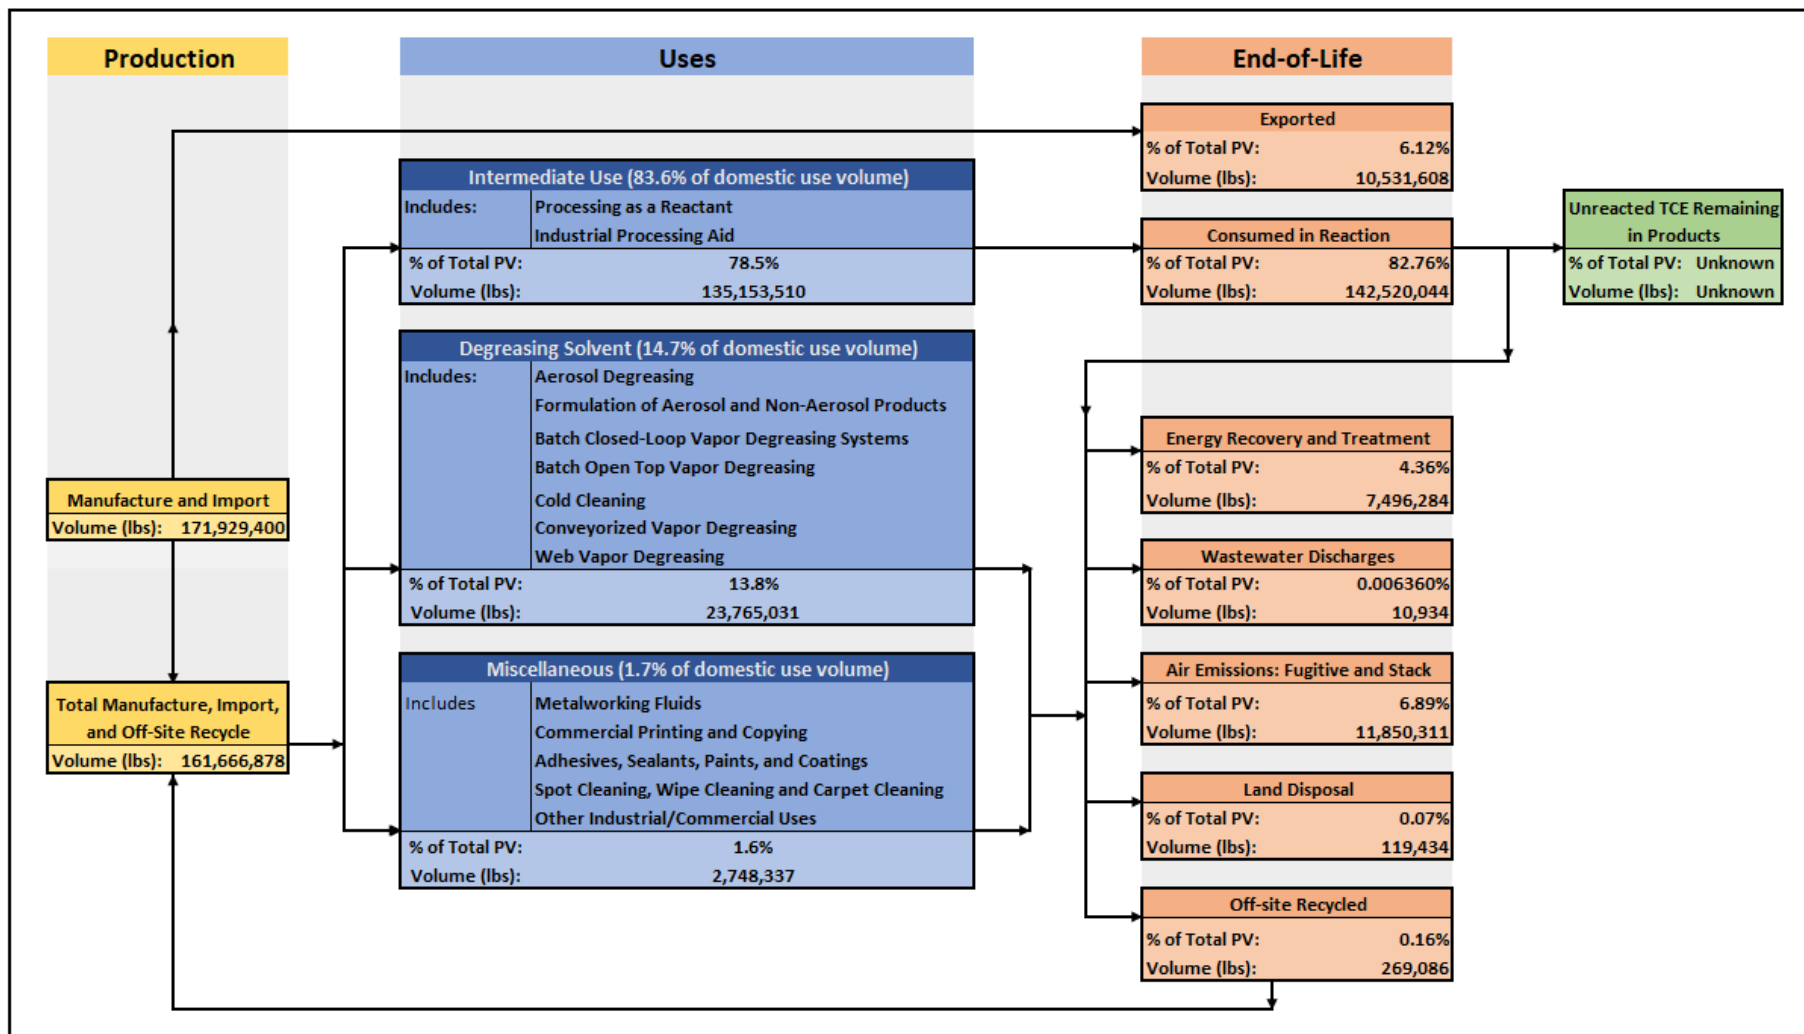 Production
Uses
End-of-Life
Manufacture and Import
Volume (lbs): 171,929,400
Total Manufacture, Import,
and Off-Site Recycle
Volume (lbs): 161,666,878
Intermediate Use (83.6% of domestic use volume)
Includes: Processing as a Reactant
Industrial Processing Aid
% of Total PV: 78.5%
Volume (lbs): 135,153,510
Degreasing Solvent (14.7% of domestic use volume)
Includes: Aerosol Degreasing
Formulation of Aerosol and Non-Aerosol Products
Batch Closed-Loop Vapor Degreasing Systems
Batch Open Top Vapor Degreasing
Cold Cleaning
Conveyorized Vapor Degreasing
Web Vapor Degreasing
% of Total PV: 13.8%
Volume (lbs): 23,765,031
Miscellaneous (1.7% of domestic use volume)
Includes Metalworking Fluids
Commercial Printing and Copying
Adhesives, Sealants, Paints, and Coatings
Spot Cleaning, Wipe Cleaning and Carpet Cleaning
Other Industrial/Commercial Uses
% of Total PV: 1.6%
Volume (lbs): 2,748,337
Exported
% of Total PV: 6.12%
Volume (lbs): 10,531,608
Consumed in Reaction
% of Total PV: 82.76%
Volume (lbs): 142,520,044
Unreacted TCE Remaining
in Products
% of Total PV: Unknown
Volume (lbs): Unknown
Energy Recovery and Treatment
% of Total PV: 4.36%
Volume (lbs): 7,496,284
Wastewater Discharges
% of Total PV: 0.006360%
Volume (lbs): 10,934
Air Emissions: Fugitive and Stack
% of Total PV: 6.89%
Volume (lbs): 11,850,311
Land Disposal
% of Total PV: 0.07%
Volume (lbs): 119,434
Off-site Recycled
% of Total PV: 0.16%
Volume (lbs): 269,086